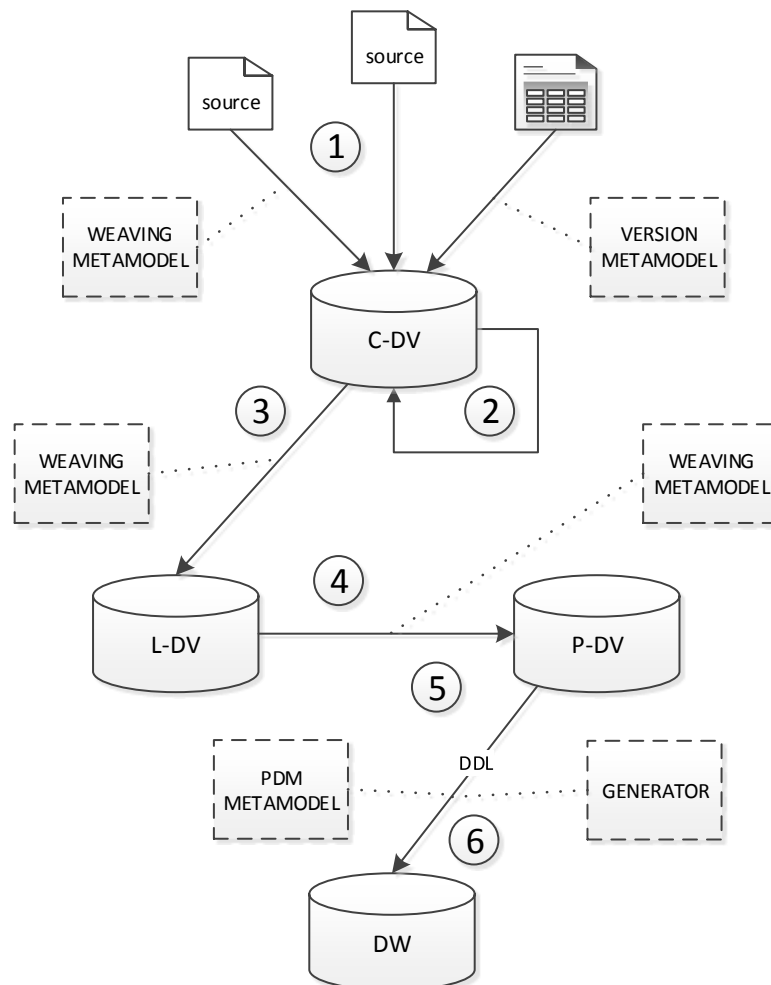 source
source
1
WEAVING
METAMODEL
VERSION
METAMODEL
C-DV
2
3
WEAVING
METAMODEL
WEAVING
METAMODEL
4
L-DV
P-DV
5
DDL
PDM
METAMODEL
GENERATOR
6
DW